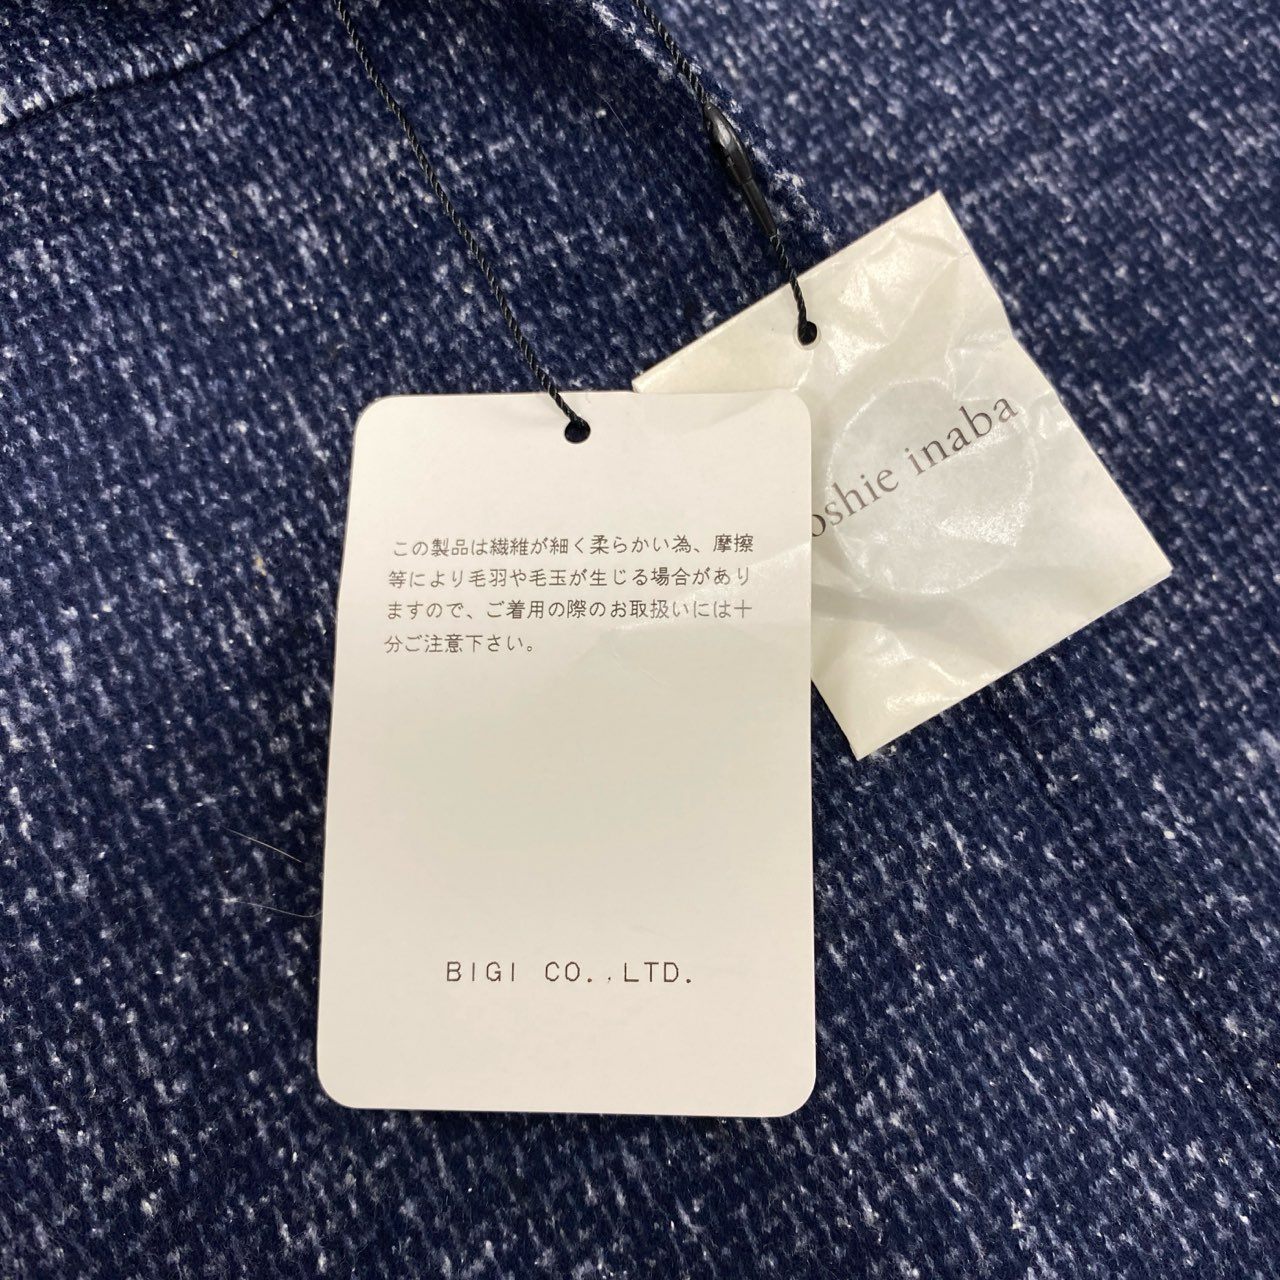 この製品は繊維が細く柔らかい為、摩擦
等により毛羽や毛玉が生じる場合があり
ますので、ご着用の際のお取扱いには十
分ご注意下さい。
BIGI CO.,LTD.
oshie inaba